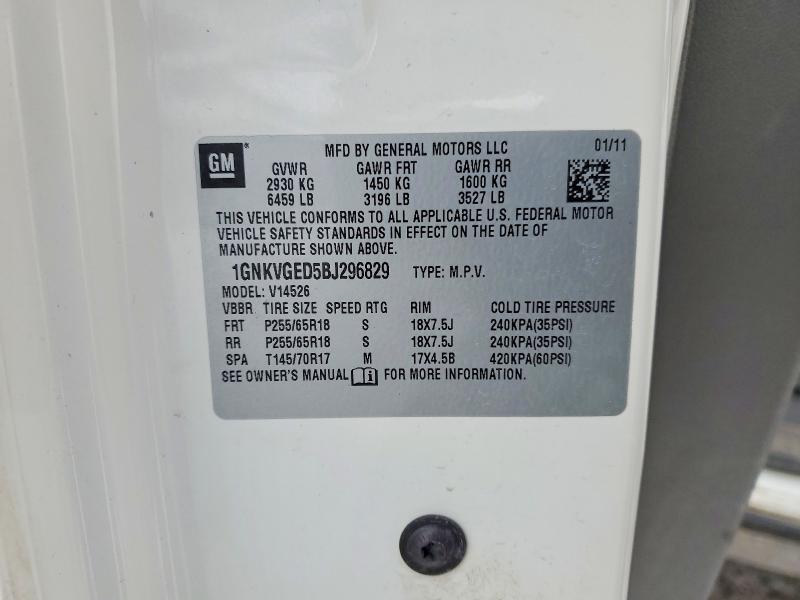 GM ® MFD BY GENERAL MOTORS LLC 01/11
GVWR GAWR FRT GAWR RR
2930 KG 1450 KG 1600 KG
6459 LB 3196 LB 3527 LB
THIS VEHICLE CONFORMS TO ALL APPLICABLE U.S. FEDERAL MOTOR
VEHICLE SAFETY STANDARDS IN EFFECT ON THE DATE OF
MANUFACTURE SHOWN ABOVE.
1GNKVGED5BJ296829 TYPE: M.P.V.
MODEL: V14526
VBBR TIRE SIZE SPEED RTG RIM COLD TIRE PRESSURE
FRT P255/65R18 S 18X7.5J 240KPA(35PSI)
RR P255/65R18 S 18X7.5J 240KPA(35PSI)
SPA T145/70R17 M 17X4.5B 420KPA(60PSI)
SEE OWNER'S MANUAL i FOR MORE INFORMATION.